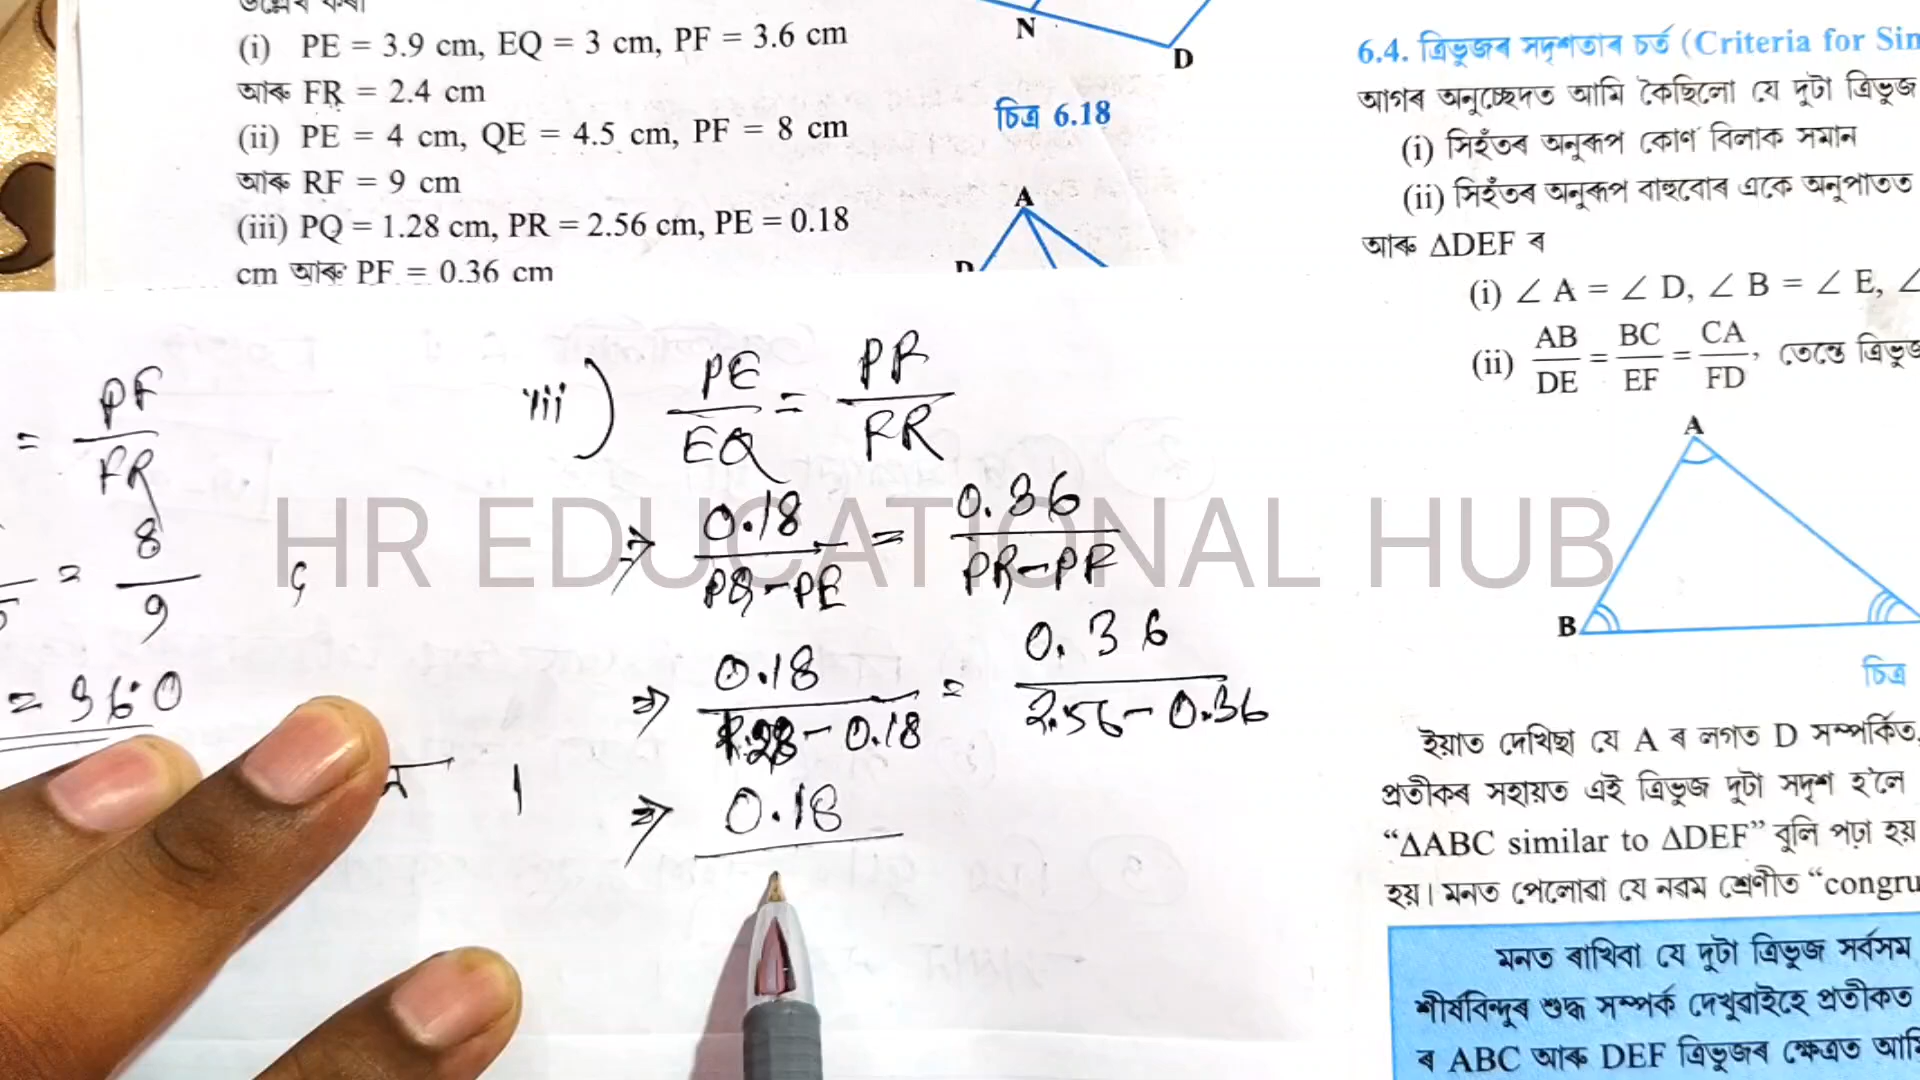 (i) PE = 3.9 cm, EQ = 3 cm, PF = 3.6 cm
আৰু FR = 2.4 cm
(ii) PE = 4 cm, QE = 4.5 cm, PF = 8 cm
আৰু RF = 9 cm
(iii) PQ = 1.28 cm, PR = 2.56 cm, PE = 0.18
cm আৰু PF = 0.36 cm
N
D
চিত্ৰ 6.18
A
D
= PF/FR
= 8/9
= 36.0
iii) PE/EQ = PF/FR
⇒ 0.18/PQ-PE = 0.36/PR-PF
⇒ 0.18/1.28-0.18 = 0.36/2.56-0.36
⇒ 0.18
HR EDUCATIONAL HUB
6.4. ত্ৰিভুজৰ সদৃশতাৰ চৰ্ত (Criteria for Sim
আগৰ অনুচ্ছেদত আমি কৈছিলো যে দুটা ত্ৰিভুজ
(i) সিহঁতৰ অনুৰূপ কোণ বিলাক সমান
(ii) সিহঁতৰ অনুৰূপ বাহুবোৰ একে অনুপাতত
আৰু ΔDEF ৰ
(i) ∠ A = ∠ D, ∠ B = ∠ E, ∠
(ii) AB/DE = BC/EF = CA/FD, তেন্তে ত্ৰিভুজ
A
B
চিত্ৰ
ইয়াত দেখিছা যে A ৰ লগত D সম্পৰ্কিত,
প্ৰতীকৰ সহায়ত এই ত্ৰিভুজ দুটা সদৃশ হ'লে
“ΔABC similar to ΔDEF” বুলি পঢ়া হয়
হয়। মনত পেলোৱা যে নৱম শ্ৰেণীত “congru
মনত ৰাখিবা যে দুটা ত্ৰিভুজ সৰ্বসম
শীৰ্ষবিন্দুৰ শুদ্ধ সম্পৰ্ক দেখুৱাইহে প্ৰতীকত
ৰ ABC আৰু DEF ত্ৰিভুজৰ ক্ষেত্ৰত আমি